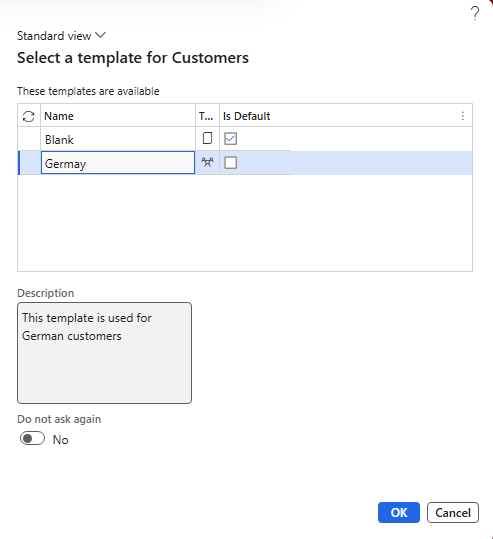 ?
Standard view
Select a template for Customers
These templates are available
Name T... Is Default
Blank
Germay
Description
This template is used for
German customers
Do not ask again
No
OK Cancel